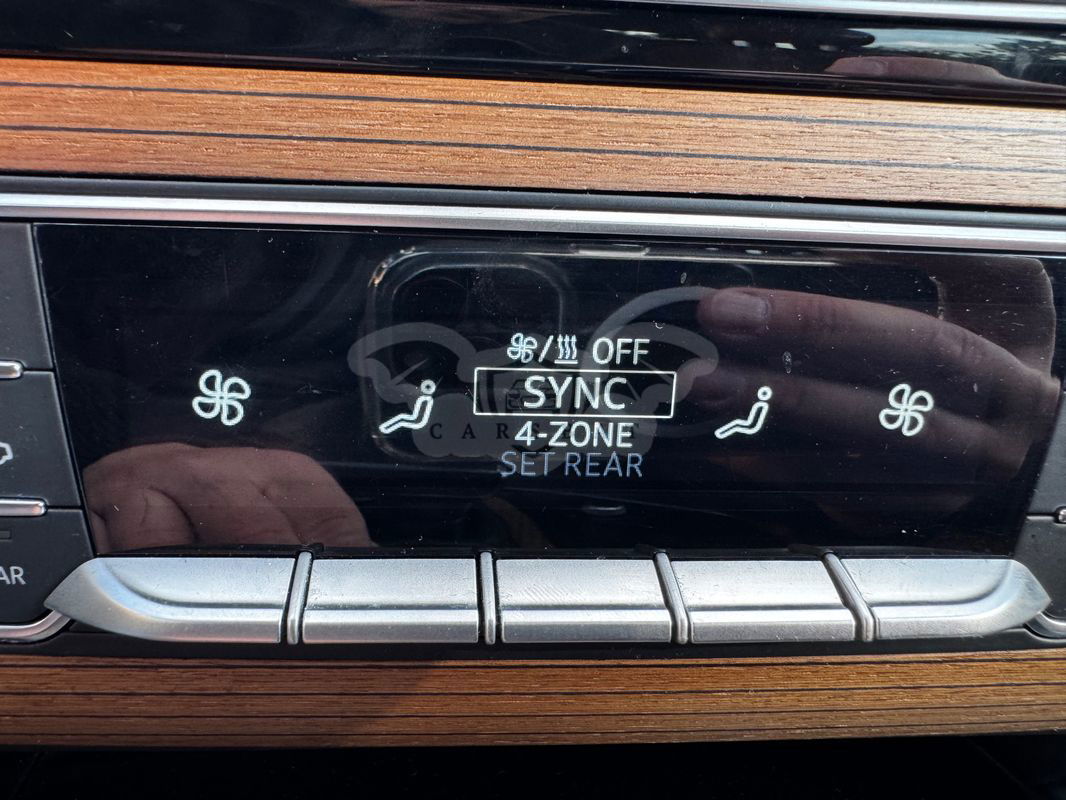 / OFF
SYNC
4-ZONE
SET REAR
AR